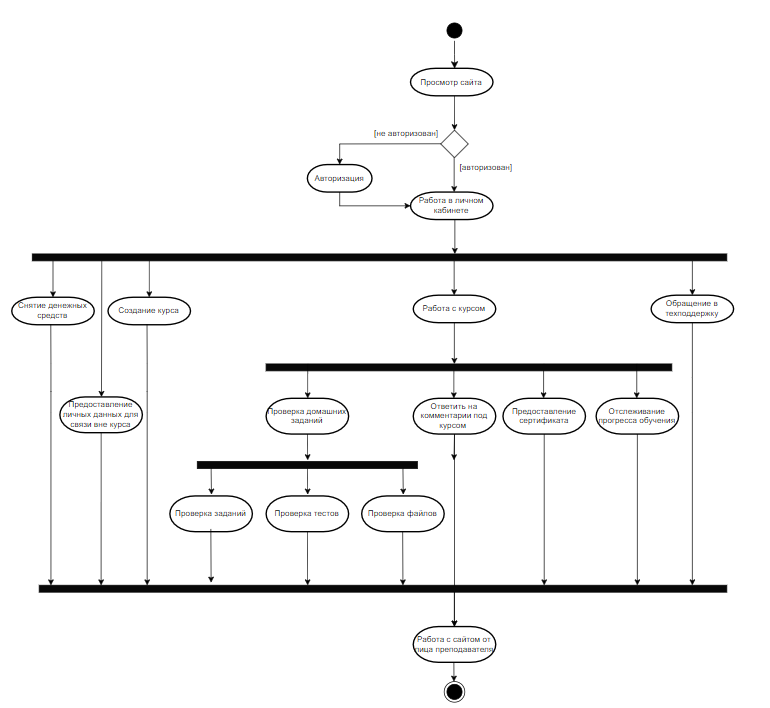 Просмотр сайта
[не авторизован]
[авторизован]
Авторизация
Работа в личном
кабинете
Снятие денежных
средств
Создание курса
Работа с курсом
Обращение в
техподдержку
Предоставление
личных данных для
связи вне курса
Проверка домашних
заданий
Ответить на
комментарии под
курсом
Предоставление
сертификата
Отслеживание
прогресса обучения
Проверка заданий
Проверка тестов
Проверка файлов
Работа с сайтом от
лица преподавателя